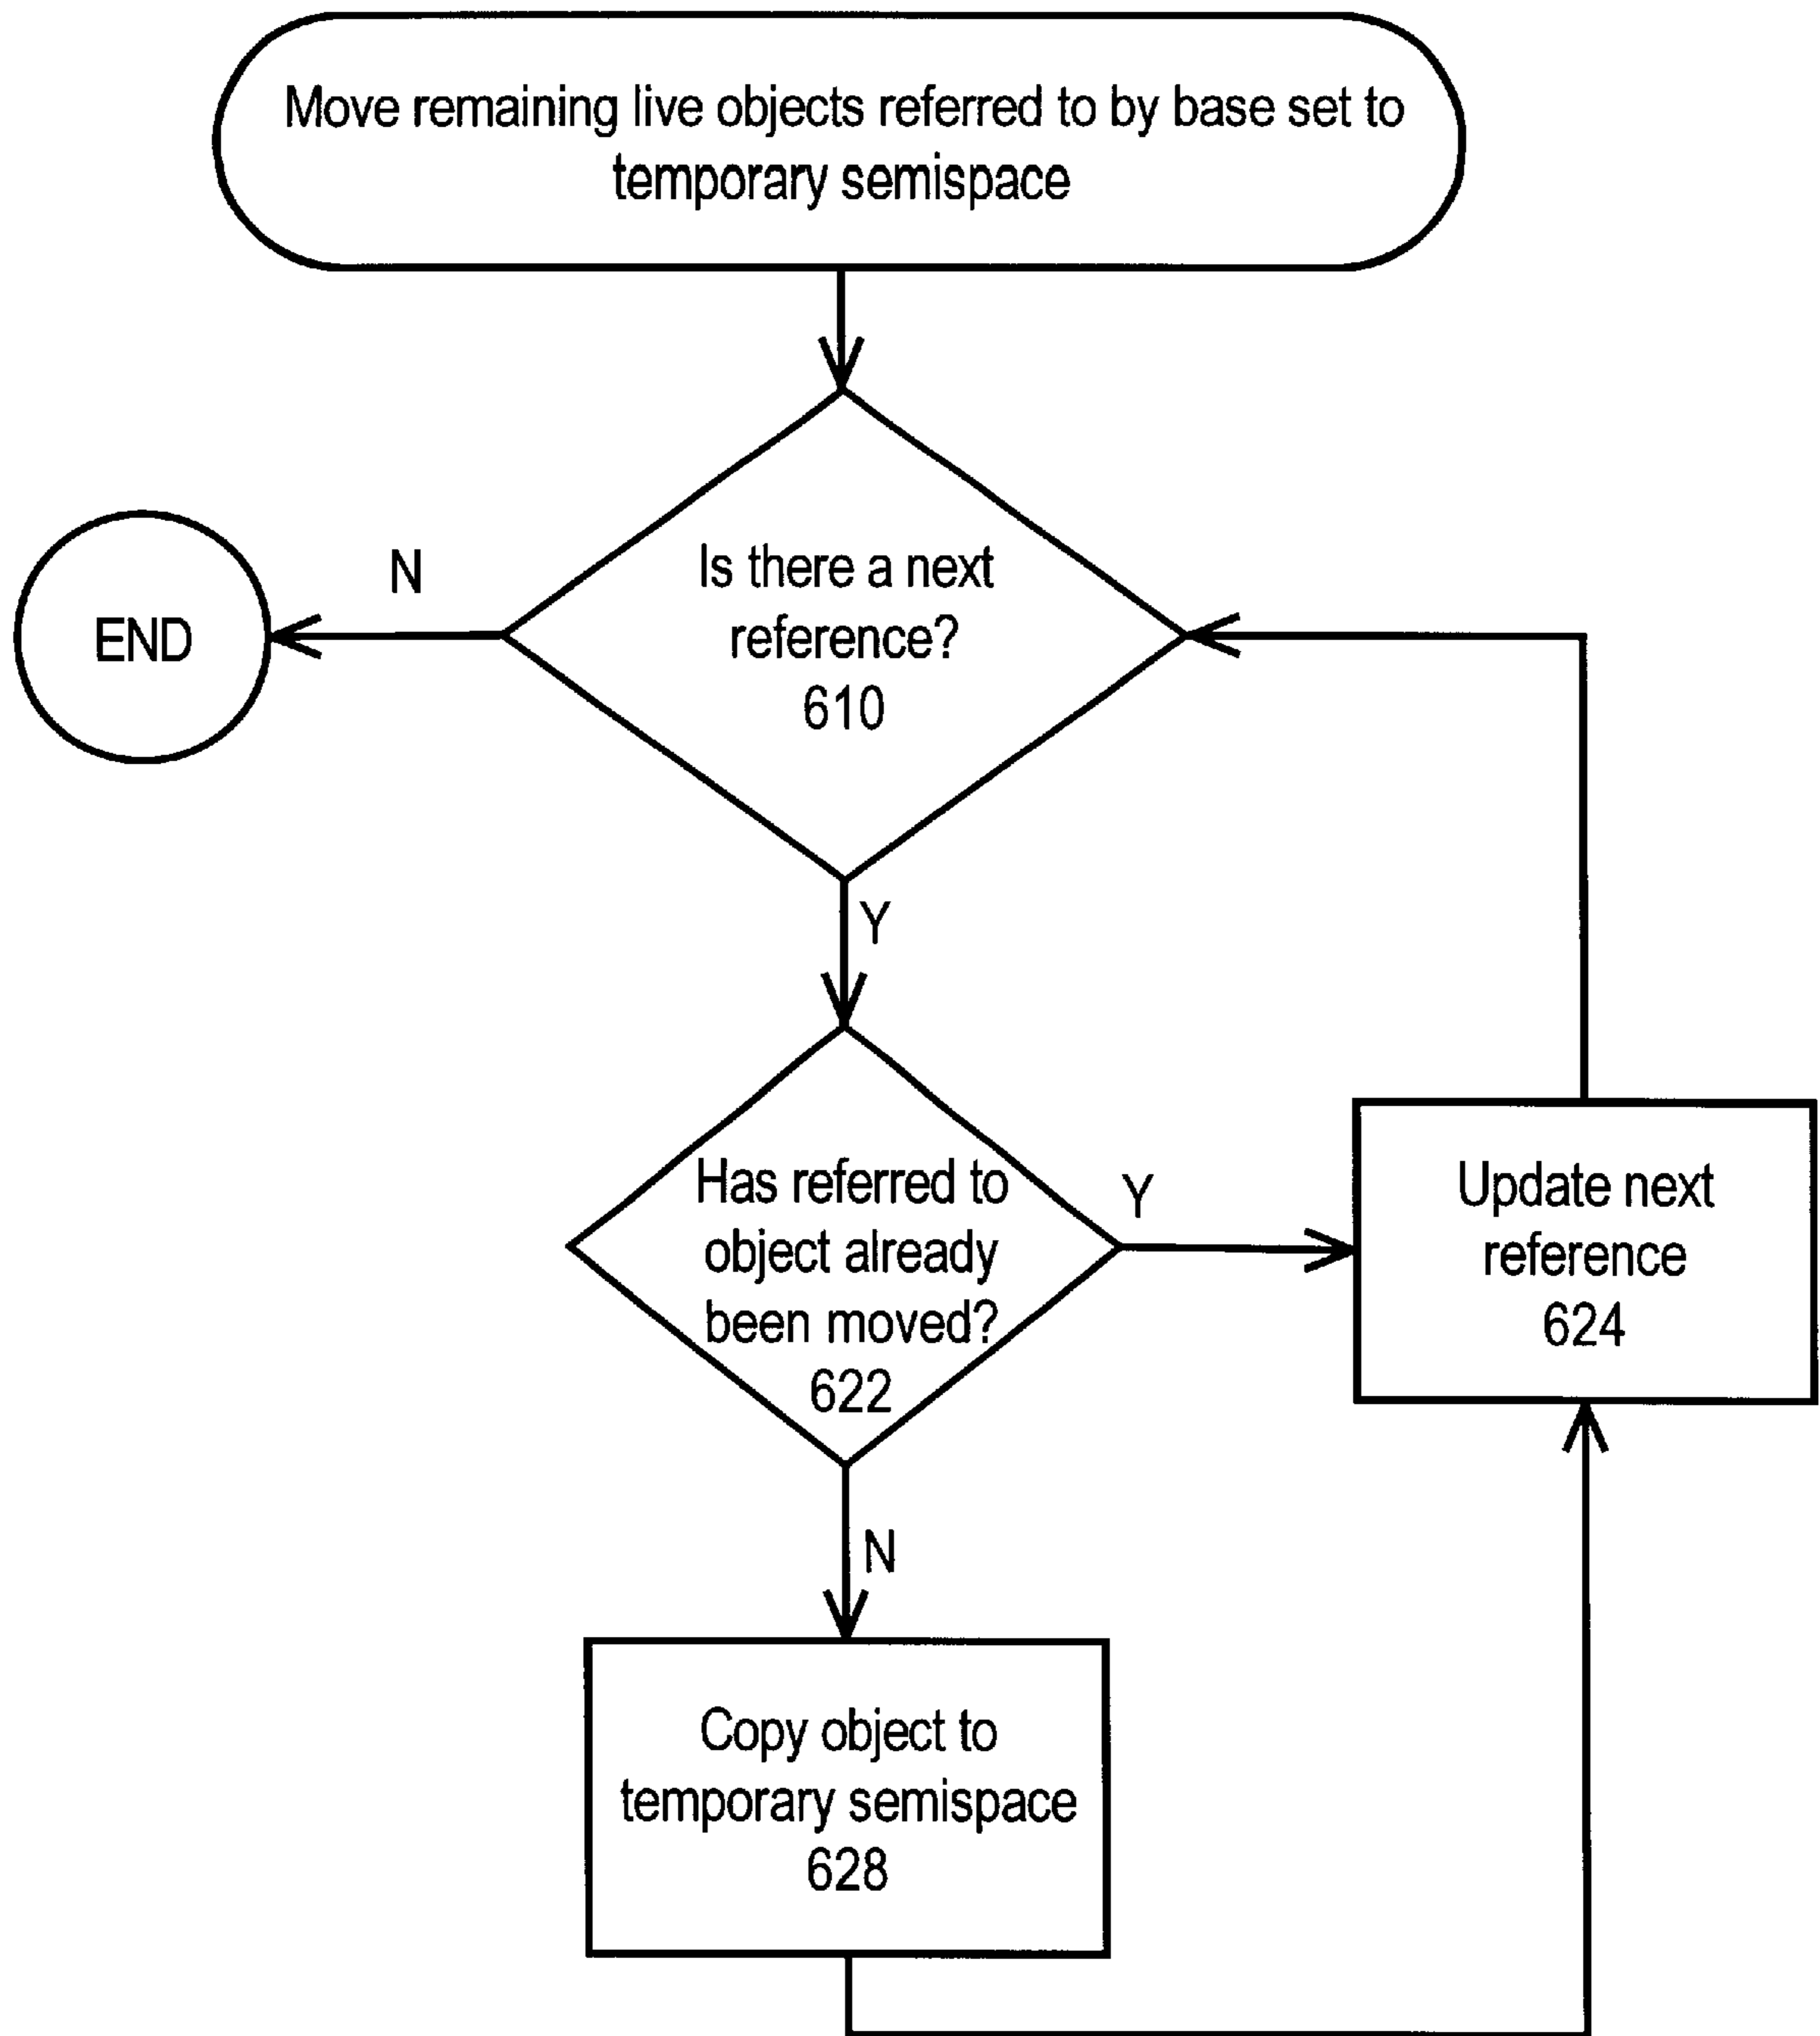 Move remaining live objects referred to by base set to
temporary semispace
Is there a next
reference?
610
N
END
Y
Has referred to
object already
been moved?
622
Y
Update next
reference
624
N
Copy object to
temporary semispace
628